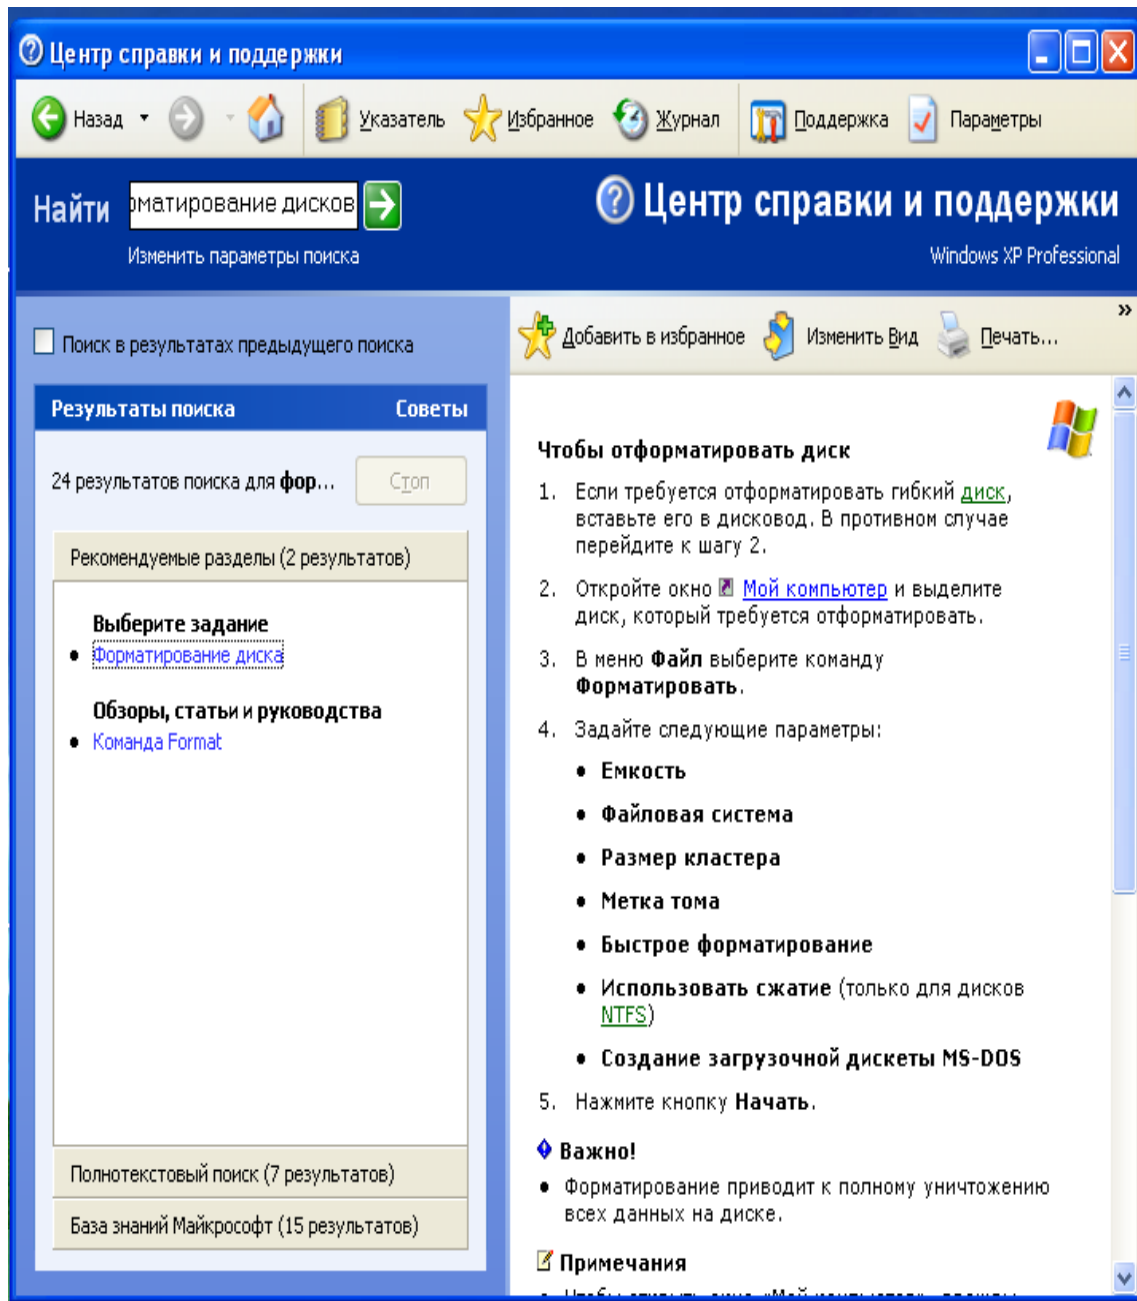 Центр справки и поддержки
Назад Указатель Избранное Журнал Поддержка Параметры
Найти рматирование дисков Центр справки и поддержки
Изменить параметры поиска Windows XP Professional
Поиск в результатах предыдущего поиска
Добавить в избранное Изменить Вид Печать... »
Результаты поиска Советы
24 результатов поиска для фор... Стоп
Рекомендуемые разделы (2 результатов)
Выберите задание
• Форматирование диска
Обзоры, статьи и руководства
• Команда Format
Полнотекстовый поиск (7 результатов)
База знаний Майкрософт (15 результатов)
Чтобы отформатировать диск
1. Если требуется отформатировать гибкий диск,
вставьте его в дисковод. В противном случае
перейдите к шагу 2.
2. Откройте окно Мой компьютер и выделите
диск, который требуется отформатировать.
3. В меню Файл выберите команду
Форматировать.
4. Задайте следующие параметры:
• Емкость
• Файловая система
• Размер кластера
• Метка тома
• Быстрое форматирование
• Использовать сжатие (только для дисков
NTFS)
• Создание загрузочной дискеты MS-DOS
5. Нажмите кнопку Начать.
Важно!
• Форматирование приводит к полному уничтожению
всех данных на диске.
Примечания